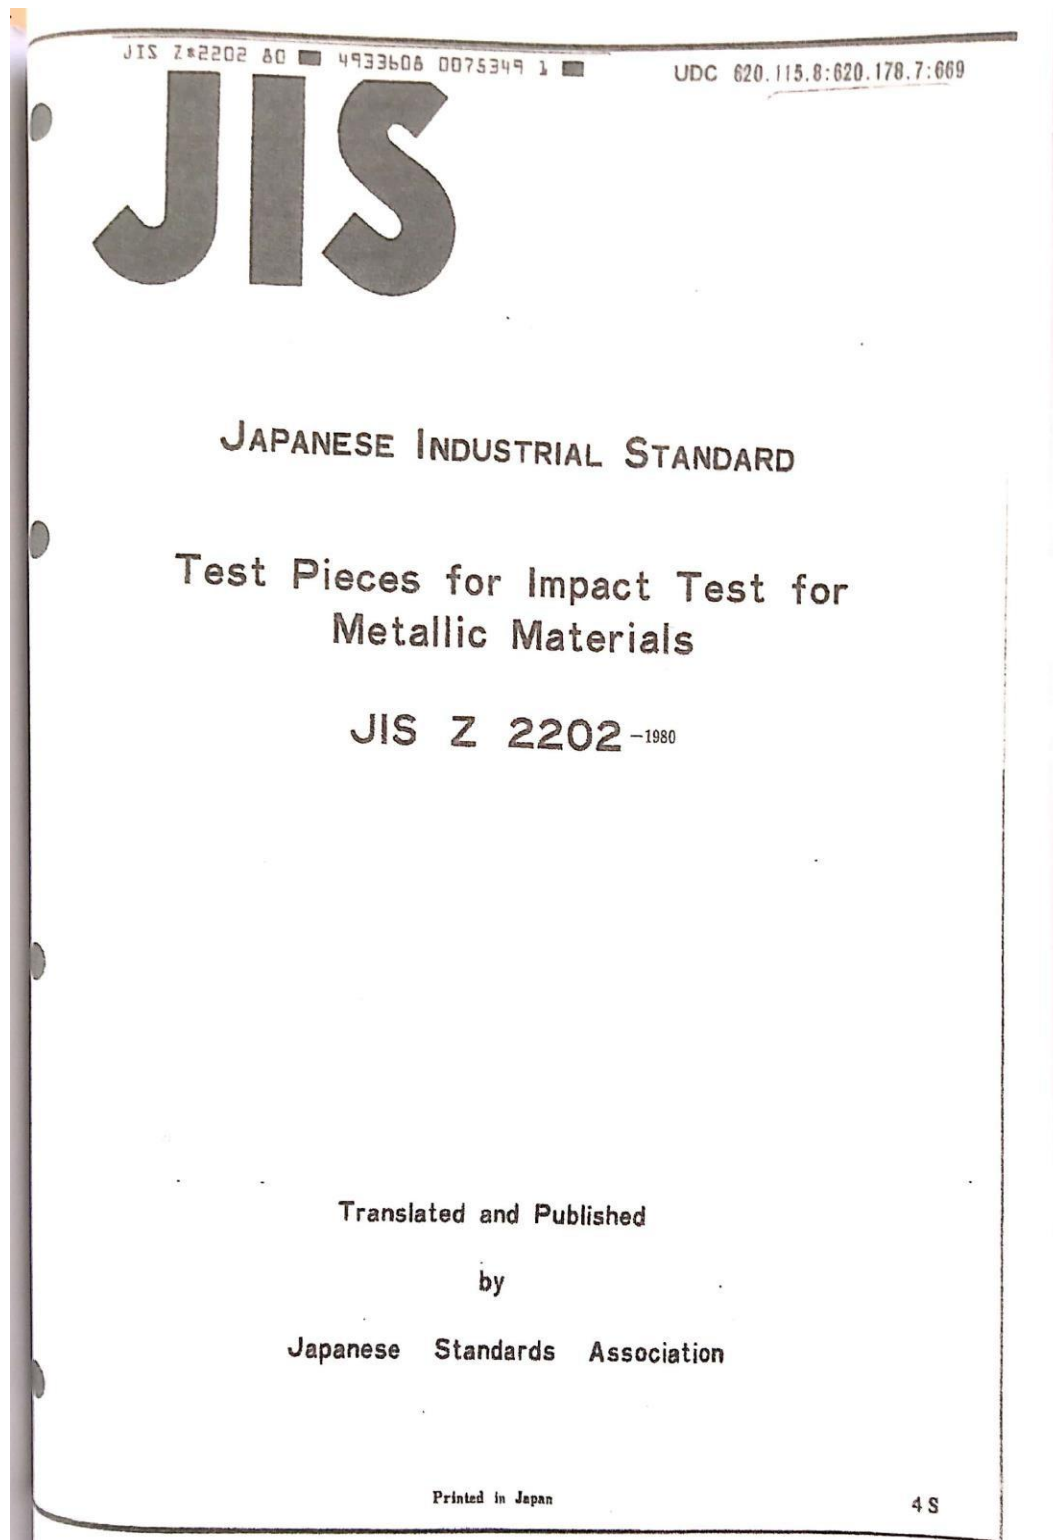 JIS Z*2202 80 ■ 4933608 0075349 1 ■
UDC 620.115.8:620.178.7:669
JIS
JAPANESE INDUSTRIAL STANDARD
Test Pieces for Impact Test for
Metallic Materials
JIS Z 2202-1980
Translated and Published
by
Japanese Standards Association
Printed in Japan
4 S